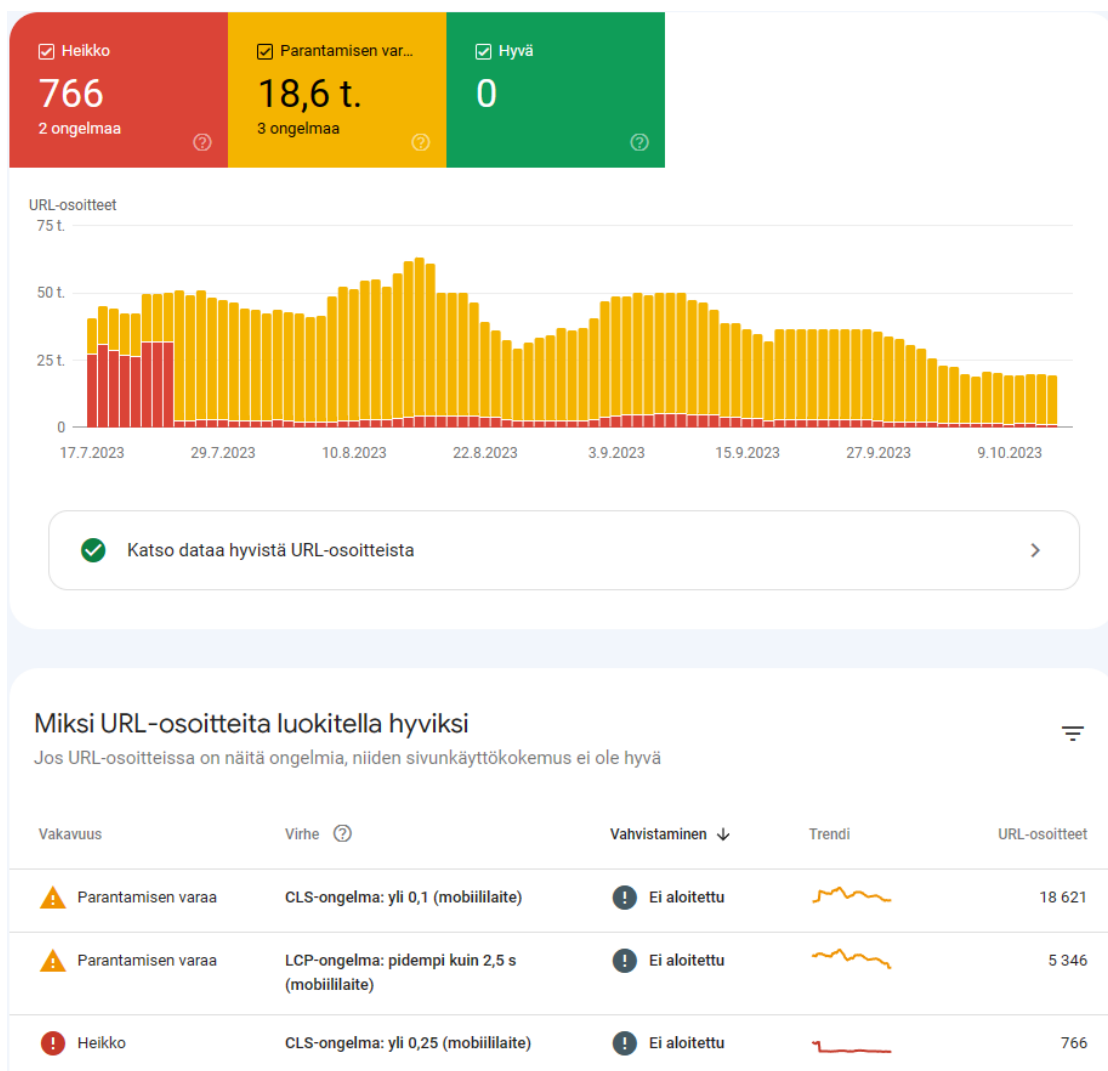 Heikko
766
2 ongelmaa
Parantamisen var...
18,6 t.
3 ongelmaa
Hyvä
0
URL-osoitteet
75 t.
50 t.
25 t.
0
17.7.2023 29.7.2023 10.8.2023 22.8.2023 3.9.2023 15.9.2023 27.9.2023 9.10.2023
Katso dataa hyvistä URL-osoitteista
Miksi URL-osoitteita luokitella hyviksi
Jos URL-osoitteissa on näitä ongelmia, niiden sivunkäyttökokemus ei ole hyvä
Vakavuus Virhe Vahvistaminen Trendi URL-osoitteet
Parantamisen varaa CLS-ongelma: yli 0,1 (mobiililaite) Ei aloitettu 18 621
Parantamisen varaa LCP-ongelma: pidempi kuin 2,5 s Ei aloitettu 5 346
(mobiililaite)
Heikko CLS-ongelma: yli 0,25 (mobiililaite) Ei aloitettu 766